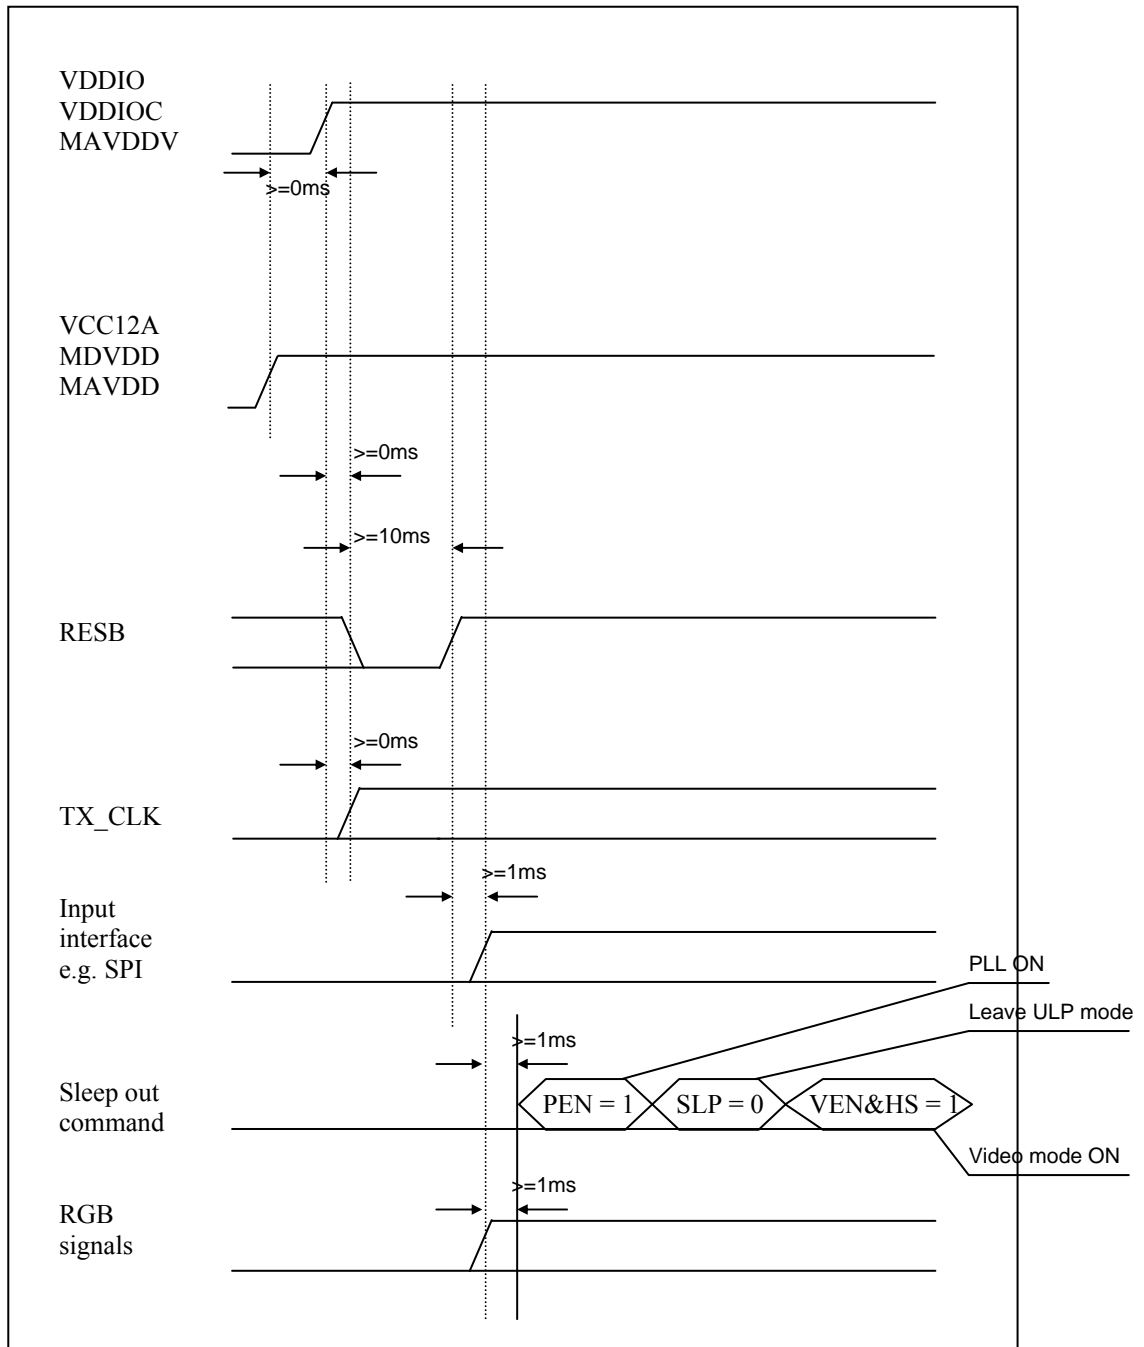 VDDIO
VDDIOC
MAVDDV
>=0ms
VCC12A
MDVDD
MAVDD
>=0ms
>=10ms
RESB
>=0ms
TX_CLK
>=1ms
Input
interface
e.g. SPI
PLL ON
Leave ULP mode
>=1ms
Sleep out
command
PEN = 1
SLP = 0
VEN&HS = 1
Video mode ON
>=1ms
RGB
signals